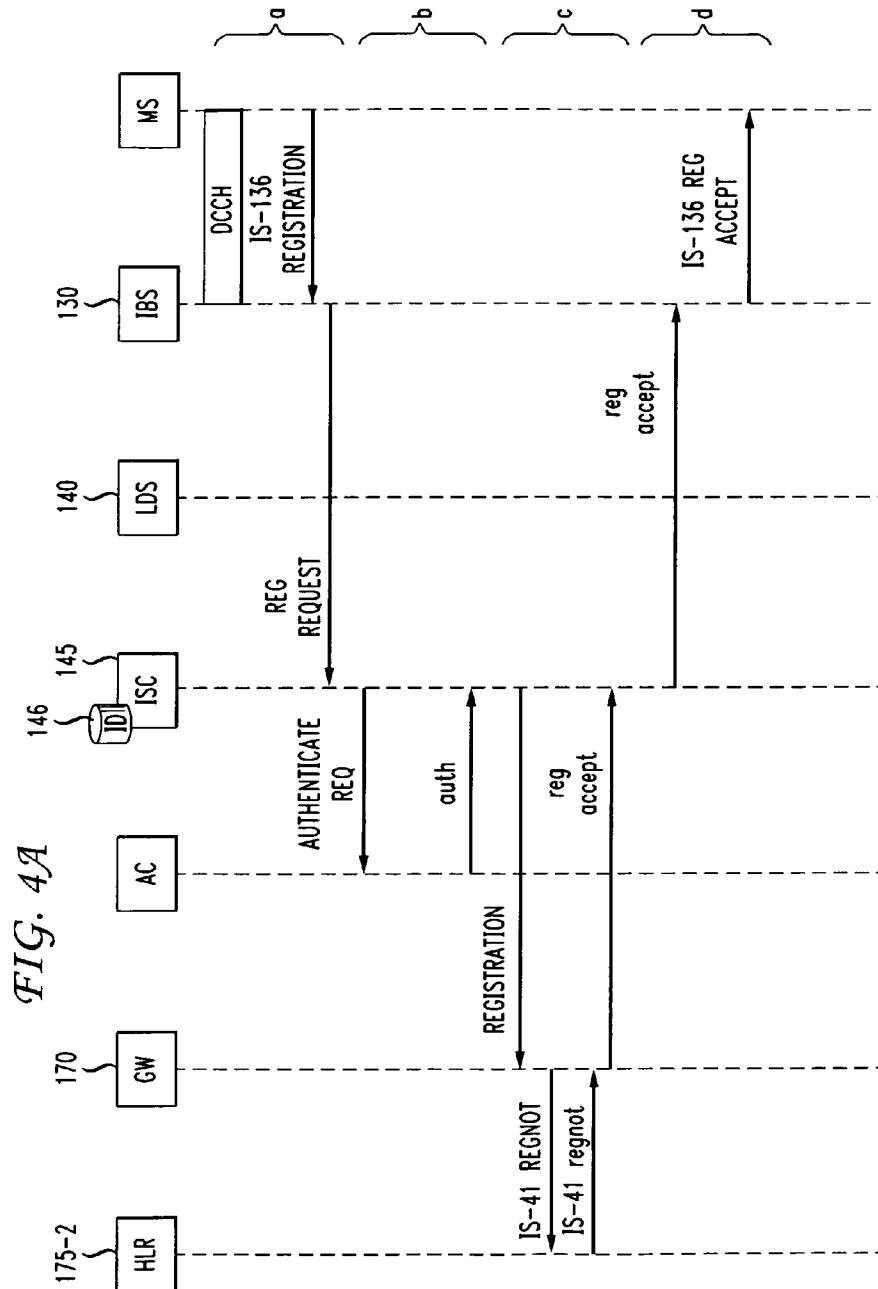 FIG. 4A
175-2
170
146
145
140
130
HLR
GW
AC
ID
ISC
LDS
IBS
MS
DCCH
IS-136
REGISTRATION
REG
REQUEST
a
AUTHENTICATE
REQ
auth
b
REGISTRATION
IS-41 REGNOT
IS-41 regnot
reg
accept
c
reg
accept
IS-136 REG
ACCEPT
d